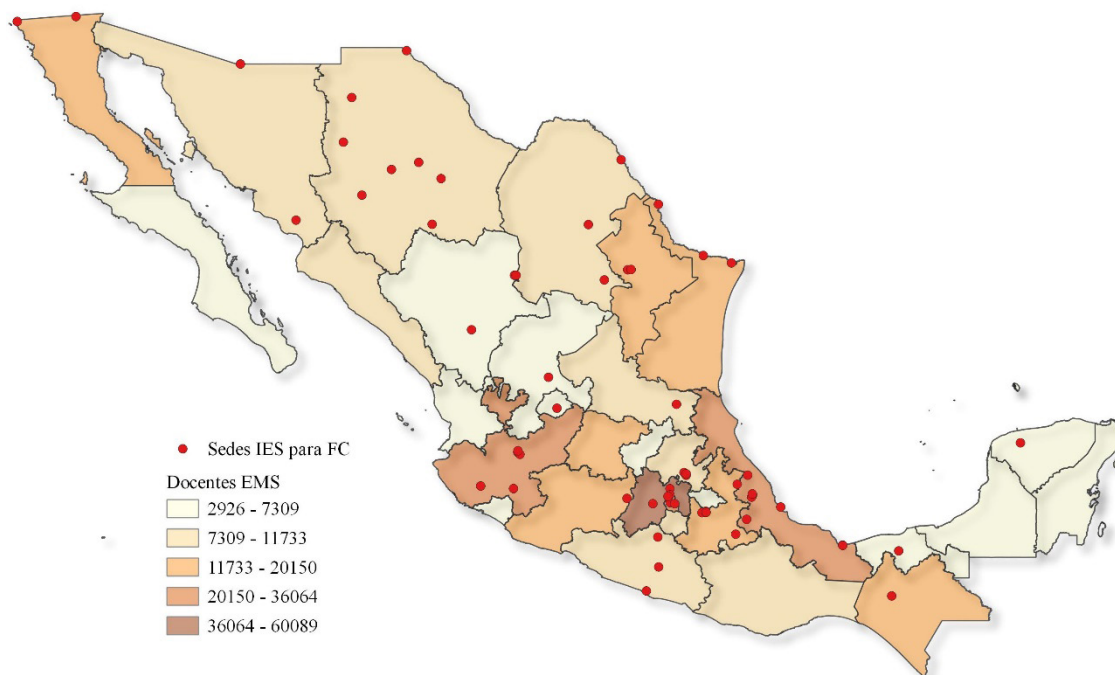 Sedes IES para FC
Docentes EMS
2926 - 7309
7309 - 11733
11733 - 20150
20150 - 36064
36064 - 60089